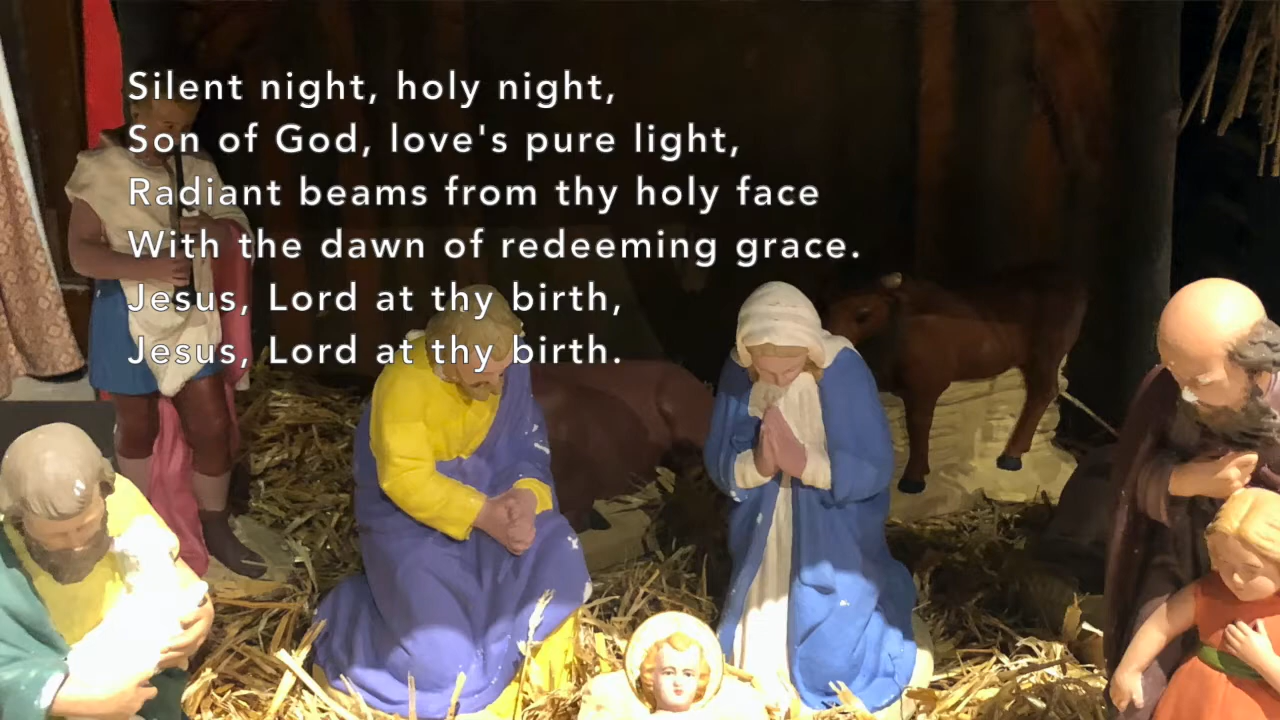 Silent night, holy night,
Son of God, love's pure light,
Radiant beams from thy holy face
With the dawn of redeeming grace.
Jesus, Lord at thy birth,
Jesus, Lord at thy birth.